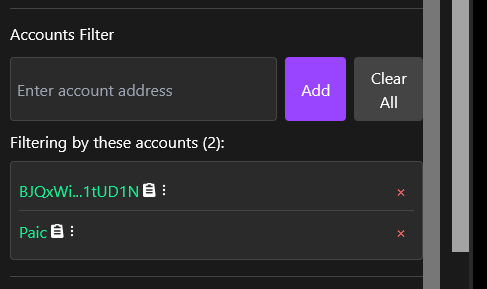 Accounts Filter
Enter account address
Add
Clear
All
Filtering by these accounts (2):
BJQxWi...1tUD1N
×
Paic
×